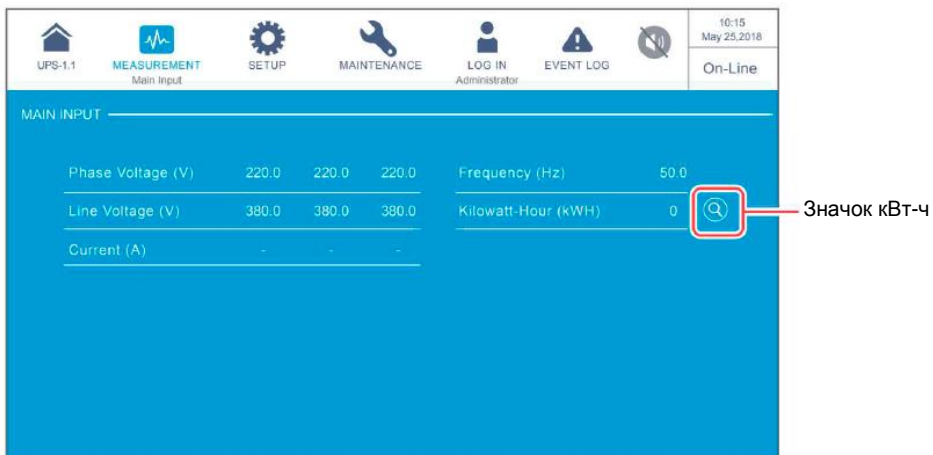 10:15
May 25,2018
On-Line
UPS-1.1
MEASUREMENT
Main Input
SETUP
MAINTENANCE
LOG IN
Administrator
EVENT LOG
MAIN INPUT
Phase Voltage (V) 220.0 220.0 220.0
Line Voltage (V) 380.0 380.0 380.0
Current (A) - - -
Frequency (Hz) 50.0
Kilowatt-Hour (kWH) 0
Значок кВт-ч